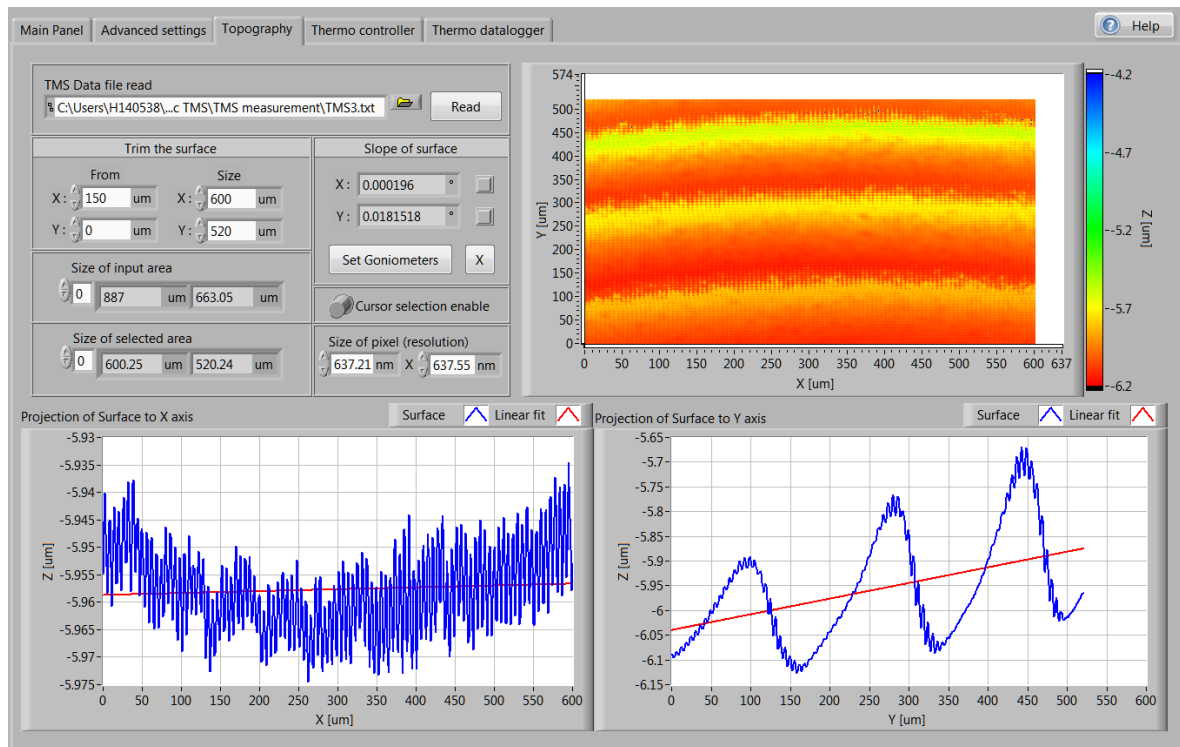 Main Panel Advanced settings Topography Thermo controller Thermo datalogger Help
TMS Data file read
C:\Users\H140538\...c TMS\TMS measurement\TMS3.txt Read
Trim the surface
From Size
X: 150 um X: 600 um
Y: 0 um Y: 520 um
Size of input area
0 887 um 663.05 um
Size of selected area
0 600.25 um 520.24 um
Slope of surface
X: 0.000196 °
Y: 0.0181518 °
Set Goniometers X
Cursor selection enable
Size of pixel (resolution)
637.21 nm X 637.55 nm
574
500
450
400
350
300
250
200
150
100
50
0
Y [um]
0 50 100 150 200 250 300 350 400 450 500 550 600 637
X [um]
-4.2
-4.7
-5.2
-5.7
-6.2
Z [um]
Projection of Surface to X axis Surface Linear fit
-5.93
-5.935
-5.94
-5.945
-5.95
-5.955
-5.96
-5.965
-5.97
-5.975
Z [um]
0 50 100 150 200 250 300 350 400 450 500 550 600
X [um]
Projection of Surface to Y axis Surface Linear fit
-5.65
-5.7
-5.75
-5.8
-5.85
-5.9
-5.95
-6
-6.05
-6.1
-6.15
Z [um]
0 50 100 150 200 250 300 350 400 450 500 550 600
Y [um]